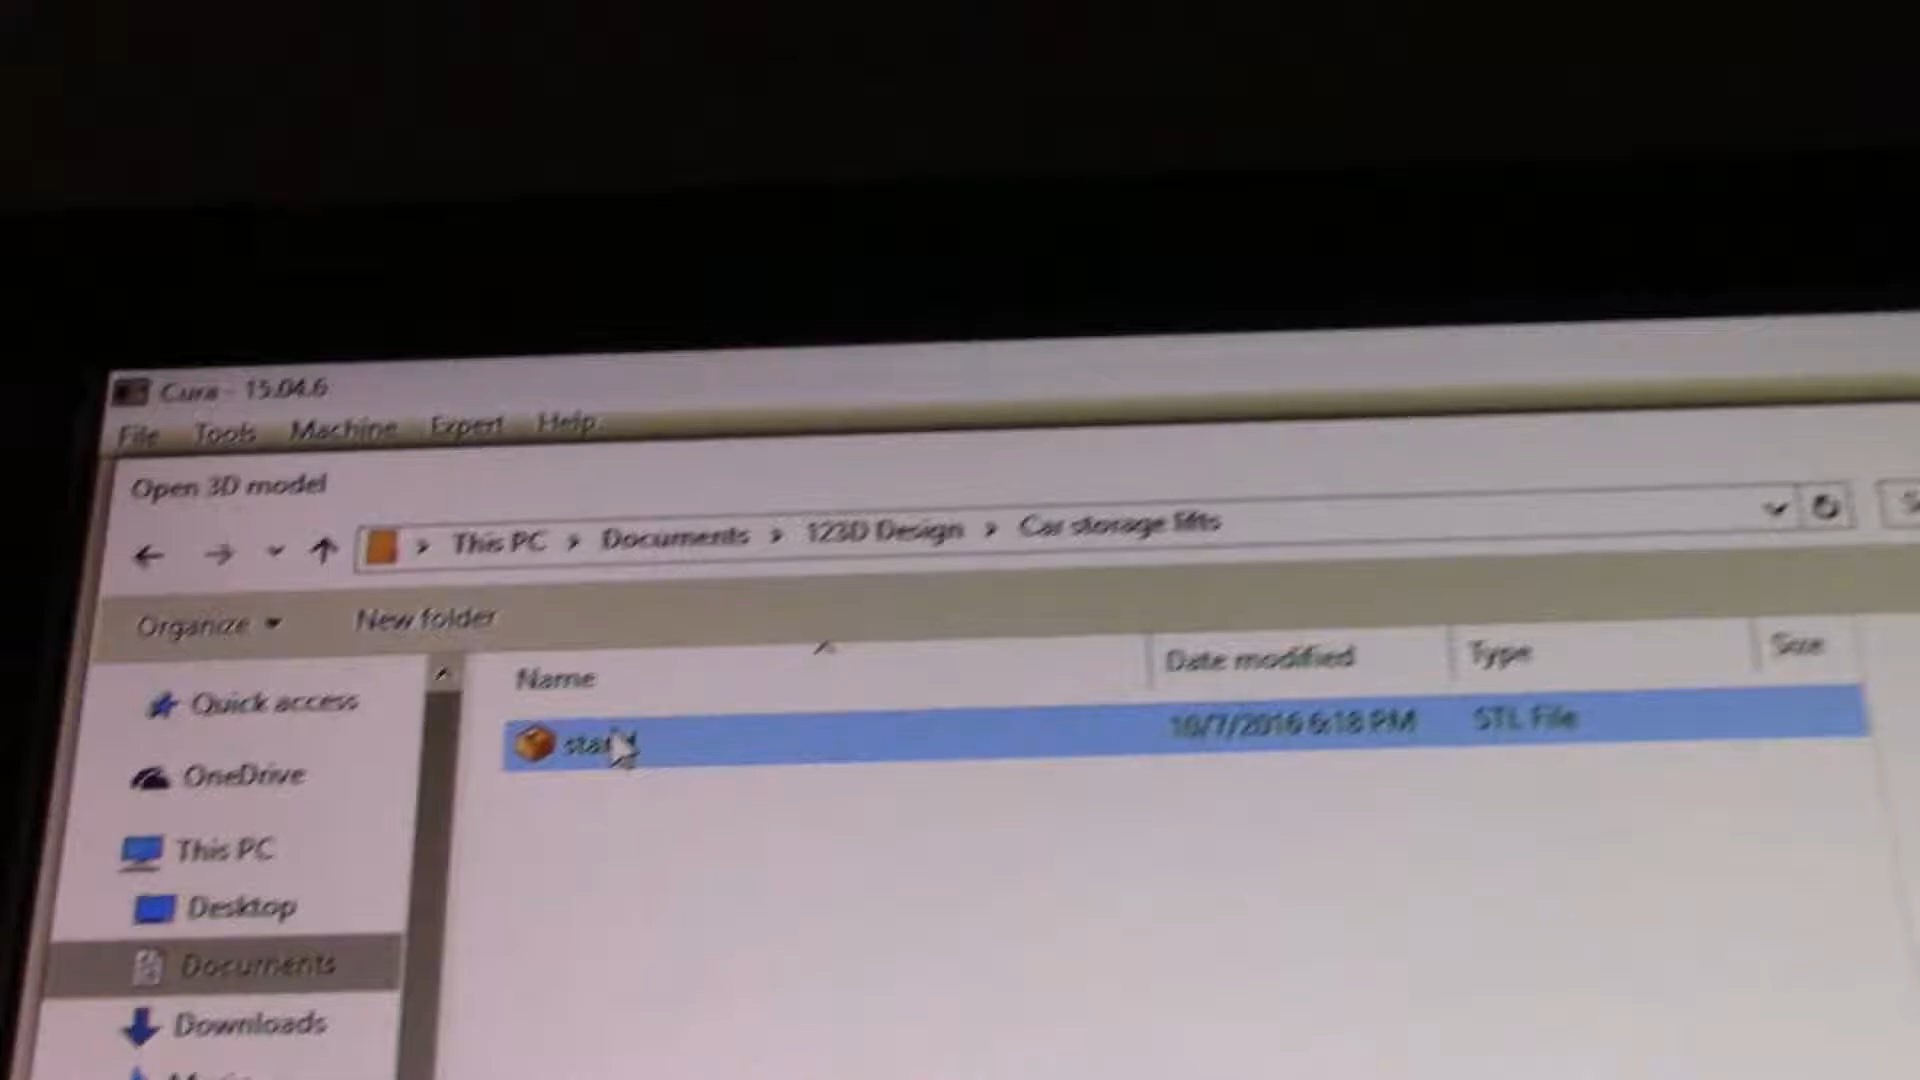 Cura - 15.04.6
File Tools Machine Expert Help
Open 3D model
This PC > Documents > 123D Design > Car storage lifts
Organize New folder
Name Date modified Type Size
10/7/2016 6:18 PM STL File
Quick access
OneDrive
This PC
Desktop
Documents
Downloads